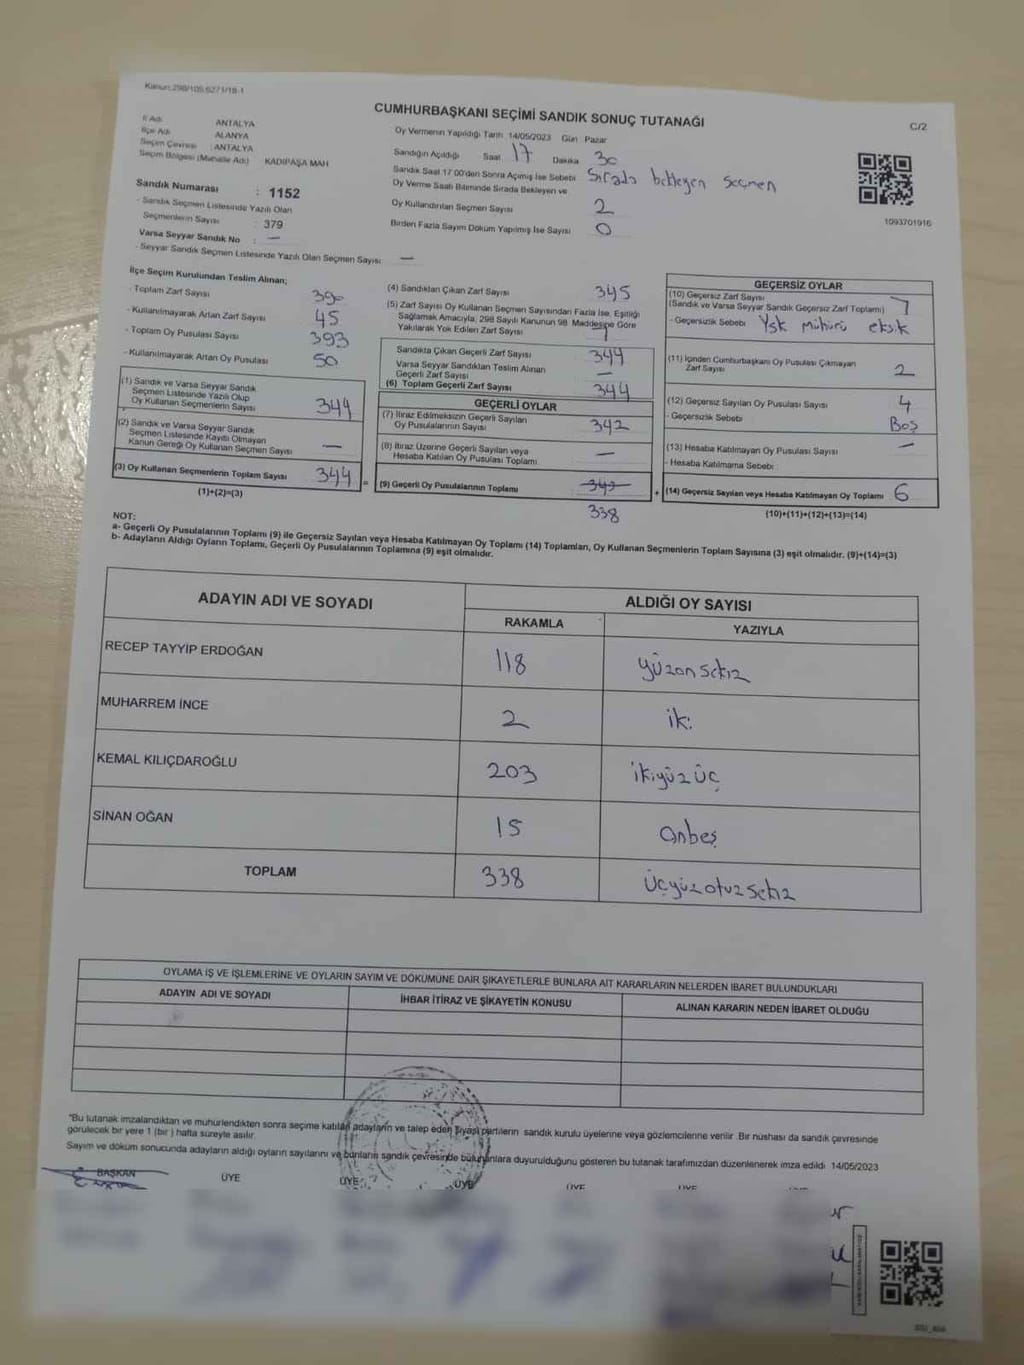 Kanun:298/105,6271/18-1
CUMHURBAŞKANI SEÇİMİ SANDIK SONUÇ TUTANAĞI
C/2
İl Adı ANTALYA
İlçe Adı ALANYA
Seçim Çevresi : ANTALYA
Seçim Bölgesi (Mahalle Adı) KADIPAŞA MAH
Sandık Numarası : 1152
- Sandık Seçmen Listesinde Yazılı Olan
Seçmenlerin Sayısı : 379
Varsa Seyyar Sandık No : —
- Seyyar Sandık Seçmen Listesinde Yazılı Olan Seçmen Sayısı —
Oy Vermenin Yapıldığı Tarih 14/05/2023 Gün Pazar
Sandığın Açıldığı Saat 17 Dakika 30
Sandık Saat 17 00'den Sonra Açımış İse Sebebi Sırada bekleyen seçmen
Oy Verme Saati Bitiminde Sırada Bekleyen ve
Oy Kullandırılan Seçmen Sayısı 2
Birden Fazla Sayım Döküm Yapılmış İse Sayısı 0
1093701916
İlçe Seçim Kurulundan Teslim Alınan;
- Toplam Zarf Sayısı 390
- Kullanılmayarak Artan Zarf Sayısı 45
- Toplam Oy Pusulası Sayısı 393
- Kullanılmayarak Artan Oy Pusulası 50
(1) Sandık ve Varsa Seyyar Sandık
Seçmen Listesinde Yazılı Olup
Oy Kullanan Seçmenlerin Sayısı 344
(2) Sandık ve Varsa Seyyar Sandık
Seçmen Listesinde Kayıtlı Olmayan
Kanun Gereği Oy Kullanan Seçmen Sayısı —
(3) Oy Kullanan Seçmenlerin Toplam Sayısı 344
(1)+(2)=(3)
(4) Sandıktan Çıkan Zarf Sayısı 345
(5) Zarf Sayısı Oy Kullanan Seçmen Sayısından Fazla İse, Eşitliği
Sağlamak Amacıyla, 298 Sayılı Kanunun 98 Maddesine Göre
Yakılarak Yok Edilen Zarf Sayısı 1
Sandıkta Çıkan Geçerli Zarf Sayısı 344
Varsa Seyyar Sandıktan Teslim Alınan
Geçerli Zarf Sayısı —
(6) Toplam Geçerli Zarf Sayısı 344
GEÇERLİ OYLAR
(7) İtiraz Edilmeksizin Geçerli Sayılan
Oy Pusulalarının Sayısı 342
(8) İtiraz Üzerine Geçerli Sayılan veya
Hesaba Katılan Oy Pusulası Toplamı —
= (9) Geçerli Oy Pusulalarının Toplamı 342
338
GEÇERSİZ OYLAR
(10) Geçersiz Zarf Sayısı
(Sandık ve Varsa Seyyar Sandık Geçersiz Zarf Toplamı)
- Geçersizlik Sebebi Ysk mühürü eksik
(11) İçinden Cumhurbaşkanı Oy Pusulası Çıkmayan
Zarf Sayısı 2
(12) Geçersiz Sayılan Oy Pusulası Sayısı 4
- Geçersizlik Sebebi Boş
(13) Hesaba Katılmayan Oy Pusulası Sayısı —
- Hesaba Katılmama Sebebi
+ (14) Geçersiz Sayılan veya Hesaba Katılmayan Oy Toplamı 6
(10)+(11)+(12)+(13)=(14)
NOT:
a- Geçerli Oy Pusulalarının Toplamı (9) ile Geçersiz Sayılan veya Hesaba Katılmayan Oy Toplamı (14) Toplamları, Oy Kullanan Seçmenlerin Toplam Sayısına (3) eşit olmalıdır. (9)+(14)=(3)
b- Adayların Aldığı Oyların Toplamı, Geçerli Oy Pusulalarının Toplamına (9) eşit olmalıdır.
ADAYIN ADI VE SOYADI ALDIĞI OY SAYISI
RAKAMLA YAZIYLA
RECEP TAYYİP ERDOĞAN 118 yüzonsekiz
MUHARREM İNCE 2 iki
KEMAL KILIÇDAROĞLU 203 ikiyüzüç
SİNAN OĞAN 15 onbeş
TOPLAM 338 üçyüzotuzsekiz
OYLAMA İŞ VE İŞLEMLERİNE VE OYLARIN SAYIM VE DÖKÜMÜNE DAİR ŞİKAYETLERLE BUNLARA AİT KARARLARIN NELERDEN İBARET BULUNDUKLARI
ADAYIN ADI VE SOYADI İHBAR İTİRAZ VE ŞİKAYETİN KONUSU ALINAN KARARIN NEDEN İBARET OLDUĞU
"Bu tutanak imzalandıktan ve mühürlendikten sonra seçime katılan adayların ve talep eden siyasi partilerin sandık kurulu üyelerine veya gözlemcilerine verilir. Bir nüshası da sandık çevresinde
görülecek bir yere 1 (bir) hafta süreyle asılır
Sayım ve döküm sonucunda adayların aldığı oyların sayılarını ve bunların sandık çevresinde bulunanlara duyurulduğunu gösteren bu tutanak tarafımızdan düzenlenerek imza edildi 14/05/2023
BAŞKAN ÜYE ÜYE ÜYE ÜYE ÜYE